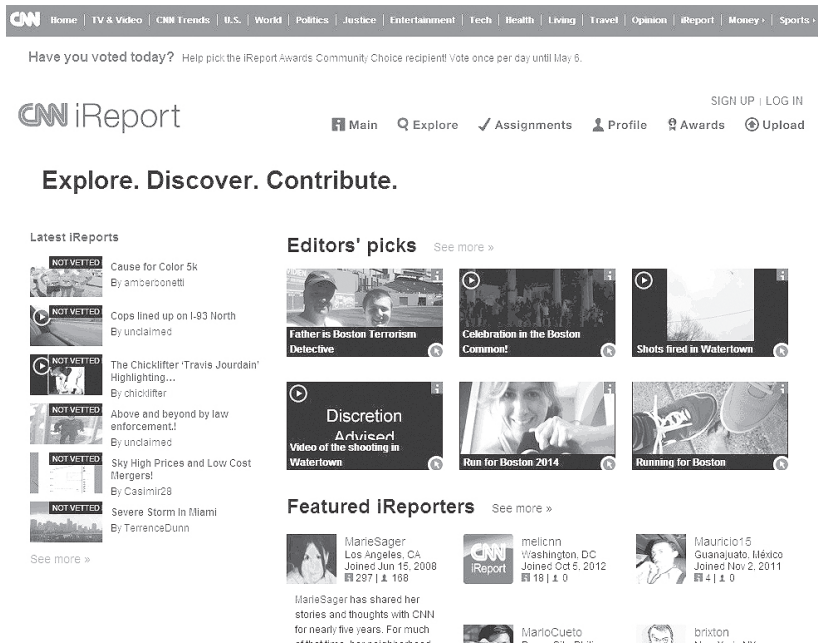 CNN Home TV & Video CNN Trends U.S. World Politics Justice Entertainment Tech Health Living Travel Opinion iReport Money Sports
Have you voted today? Help pick the iReport Awards Community Choice recipient! Vote once per day until May 6.
SIGN UP | LOG IN
CNN iReport
Main Explore Assignments Profile Awards Upload
Explore. Discover. Contribute.
Latest iReports
NOT VETTED
Cause for Color 5k
By amberbonetti
NOT VETTED
Cops lined up on I-93 North
By unclaimed
NOT VETTED
The Chicklifter 'Travis Jourdain'
Highlighting...
By chicklifter
NOT VETTED
Above and beyond by law
enforcement.!
By unclaimed
NOT VETTED
Sky High Prices and Low Cost
Mergers!
By Casimir28
NOT VETTED
Severe Storm In Miami
By TerrenceDunn
See more »
Editors' picks See more »
Father is Boston Terrorism
Detective
Celebration in the Boston
Common!
Shots fired in Watertown
Discretion
Advised
Video of the shooting in
Watertown
Run for Boston 2014
Running for Boston
Featured iReporters See more »
MarieSager
Los Angeles, CA
Joined Jun 15, 2008
297 | 168
MarieSager has shared her
stories and thoughts with CNN
for nearly five years. For much
of that time, her neighborhood
CNN
iReport
melicnn
Washington, DC
Joined Oct 5, 2012
18 | 0
Mauricio15
Guanajuato, México
Joined Nov 2, 2011
4 | 0
MarloCueto
brixton